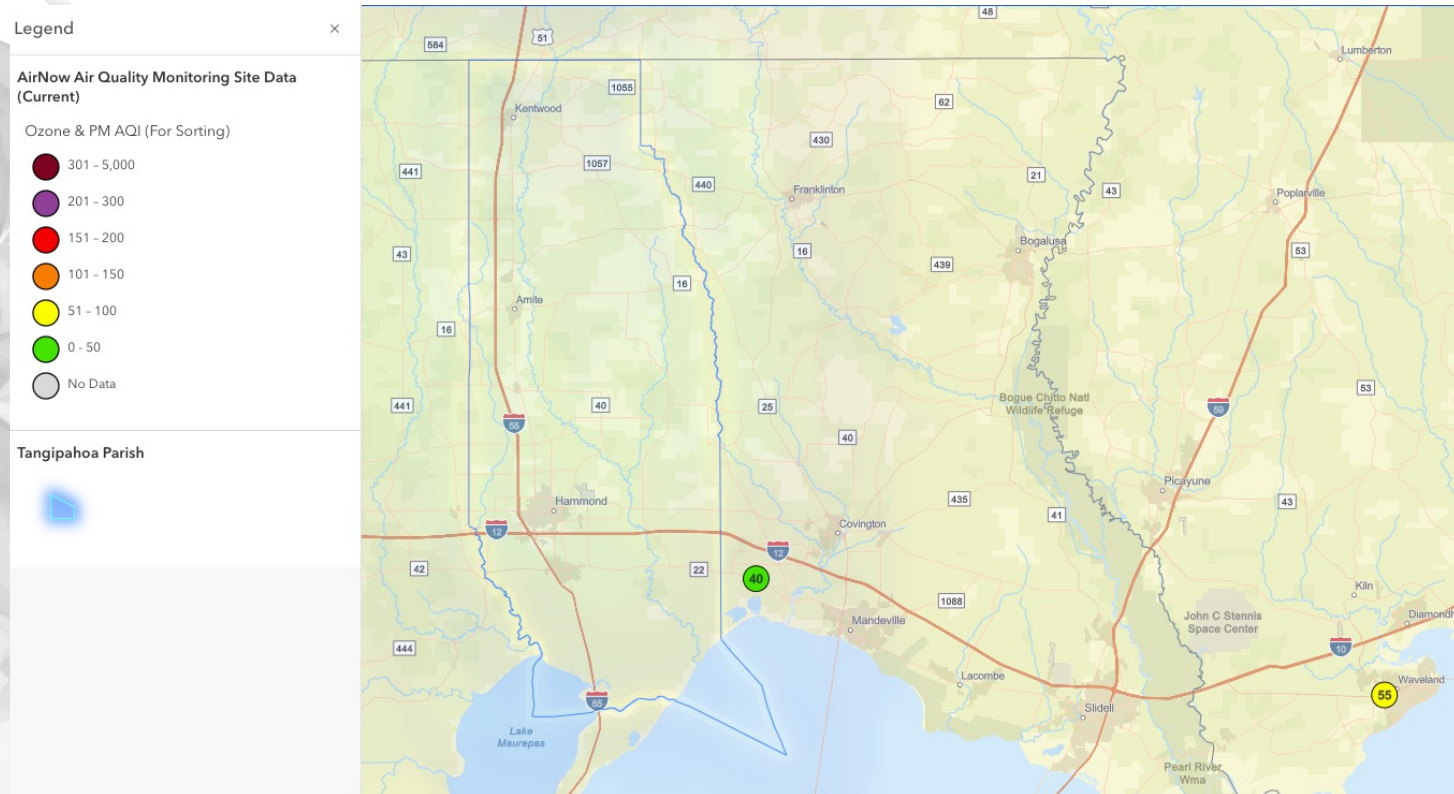 Legend
×
AirNow Air Quality Monitoring Site Data
(Current)
Ozone & PM AQI (For Sorting)
301 - 5,000
201 - 300
151 - 200
101 - 150
51 - 100
0 - 50
No Data
Tangipahoa Parish
48
51
584
Lumberton
1055
Kentwood
62
430
1057
441
21
440
43
Franklinton
Poplarville
Bogalusa
16
43
53
439
16
Amite
16
53
Bogue Chitto Natl
Wildlife Refuge
441
40
25
59
55
40
Picayune
Hammond
435
43
41
Covington
12
12
42
22
40
Kiln
1088
John C Stennis
Space Center
Diamondh
Mandeville
444
10
Lacombe
Waveland
55
55
Slidell
Lake
Maurepas
Pearl River
Wma